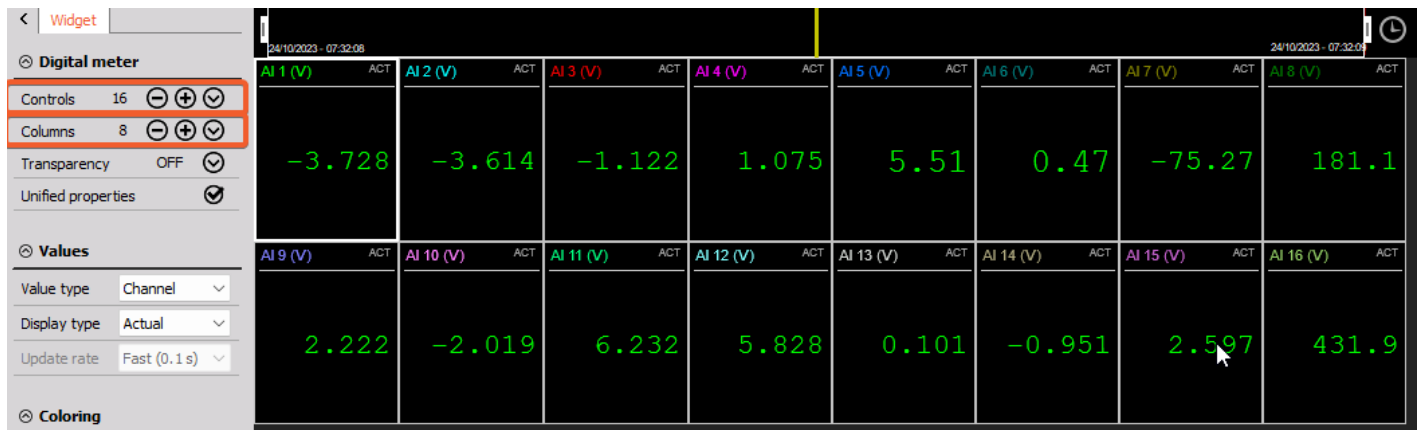 Widget
Digital meter
Controls 16
Columns 8
Transparency OFF
Unified properties
Values
Value type Channel
Display type Actual
Update rate Fast (0.1 s)
Coloring
24/10/2023 - 07:32:08 24/10/2023 - 07:32:09
AI 1 (V) ACT AI 2 (V) ACT AI 3 (V) ACT AI 4 (V) ACT AI 5 (V) ACT AI 6 (V) ACT AI 7 (V) ACT AI 8 (V) ACT
-3.728 -3.614 -1.122 1.075 5.51 0.47 -75.27 181.1
AI 9 (V) ACT AI 10 (V) ACT AI 11 (V) ACT AI 12 (V) ACT AI 13 (V) ACT AI 14 (V) ACT AI 15 (V) ACT AI 16 (V) ACT
2.222 -2.019 6.232 5.828 0.101 -0.951 2.597 431.9